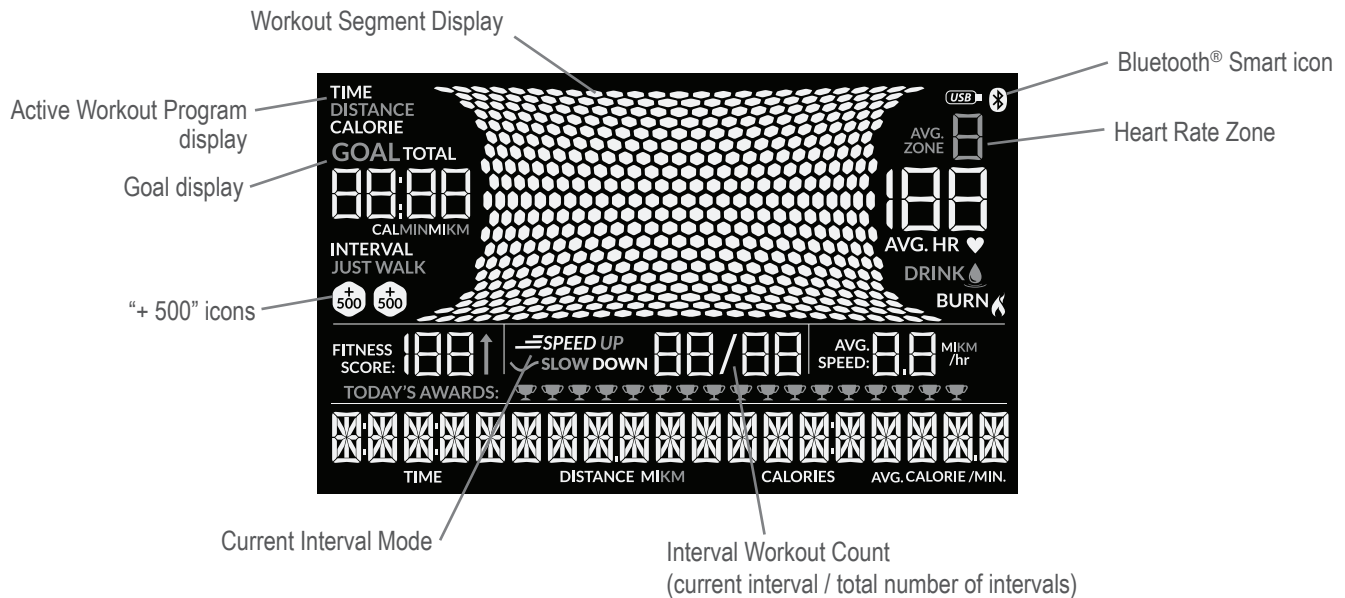 Workout Segment Display
Bluetooth® Smart icon
Active Workout Program
display
Heart Rate Zone
Goal display
“+ 500” icons
TIME
DISTANCE
CALORIE
GOAL TOTAL
88:88
CALMINMIKM
INTERVAL
JUST WALK
+
500
+
500
USB
AVG.
ZONE
8
188
AVG. HR
DRINK
BURN
FITNESS
SCORE: 188
SPEED UP
SLOW DOWN 88/88
AVG.
SPEED: 8.8 MIKM
/hr
TODAY'S AWARDS:
TIME
DISTANCE MIKM
CALORIES
AVG. CALORIE /MIN.
Current Interval Mode
Interval Workout Count
(current interval / total number of intervals)